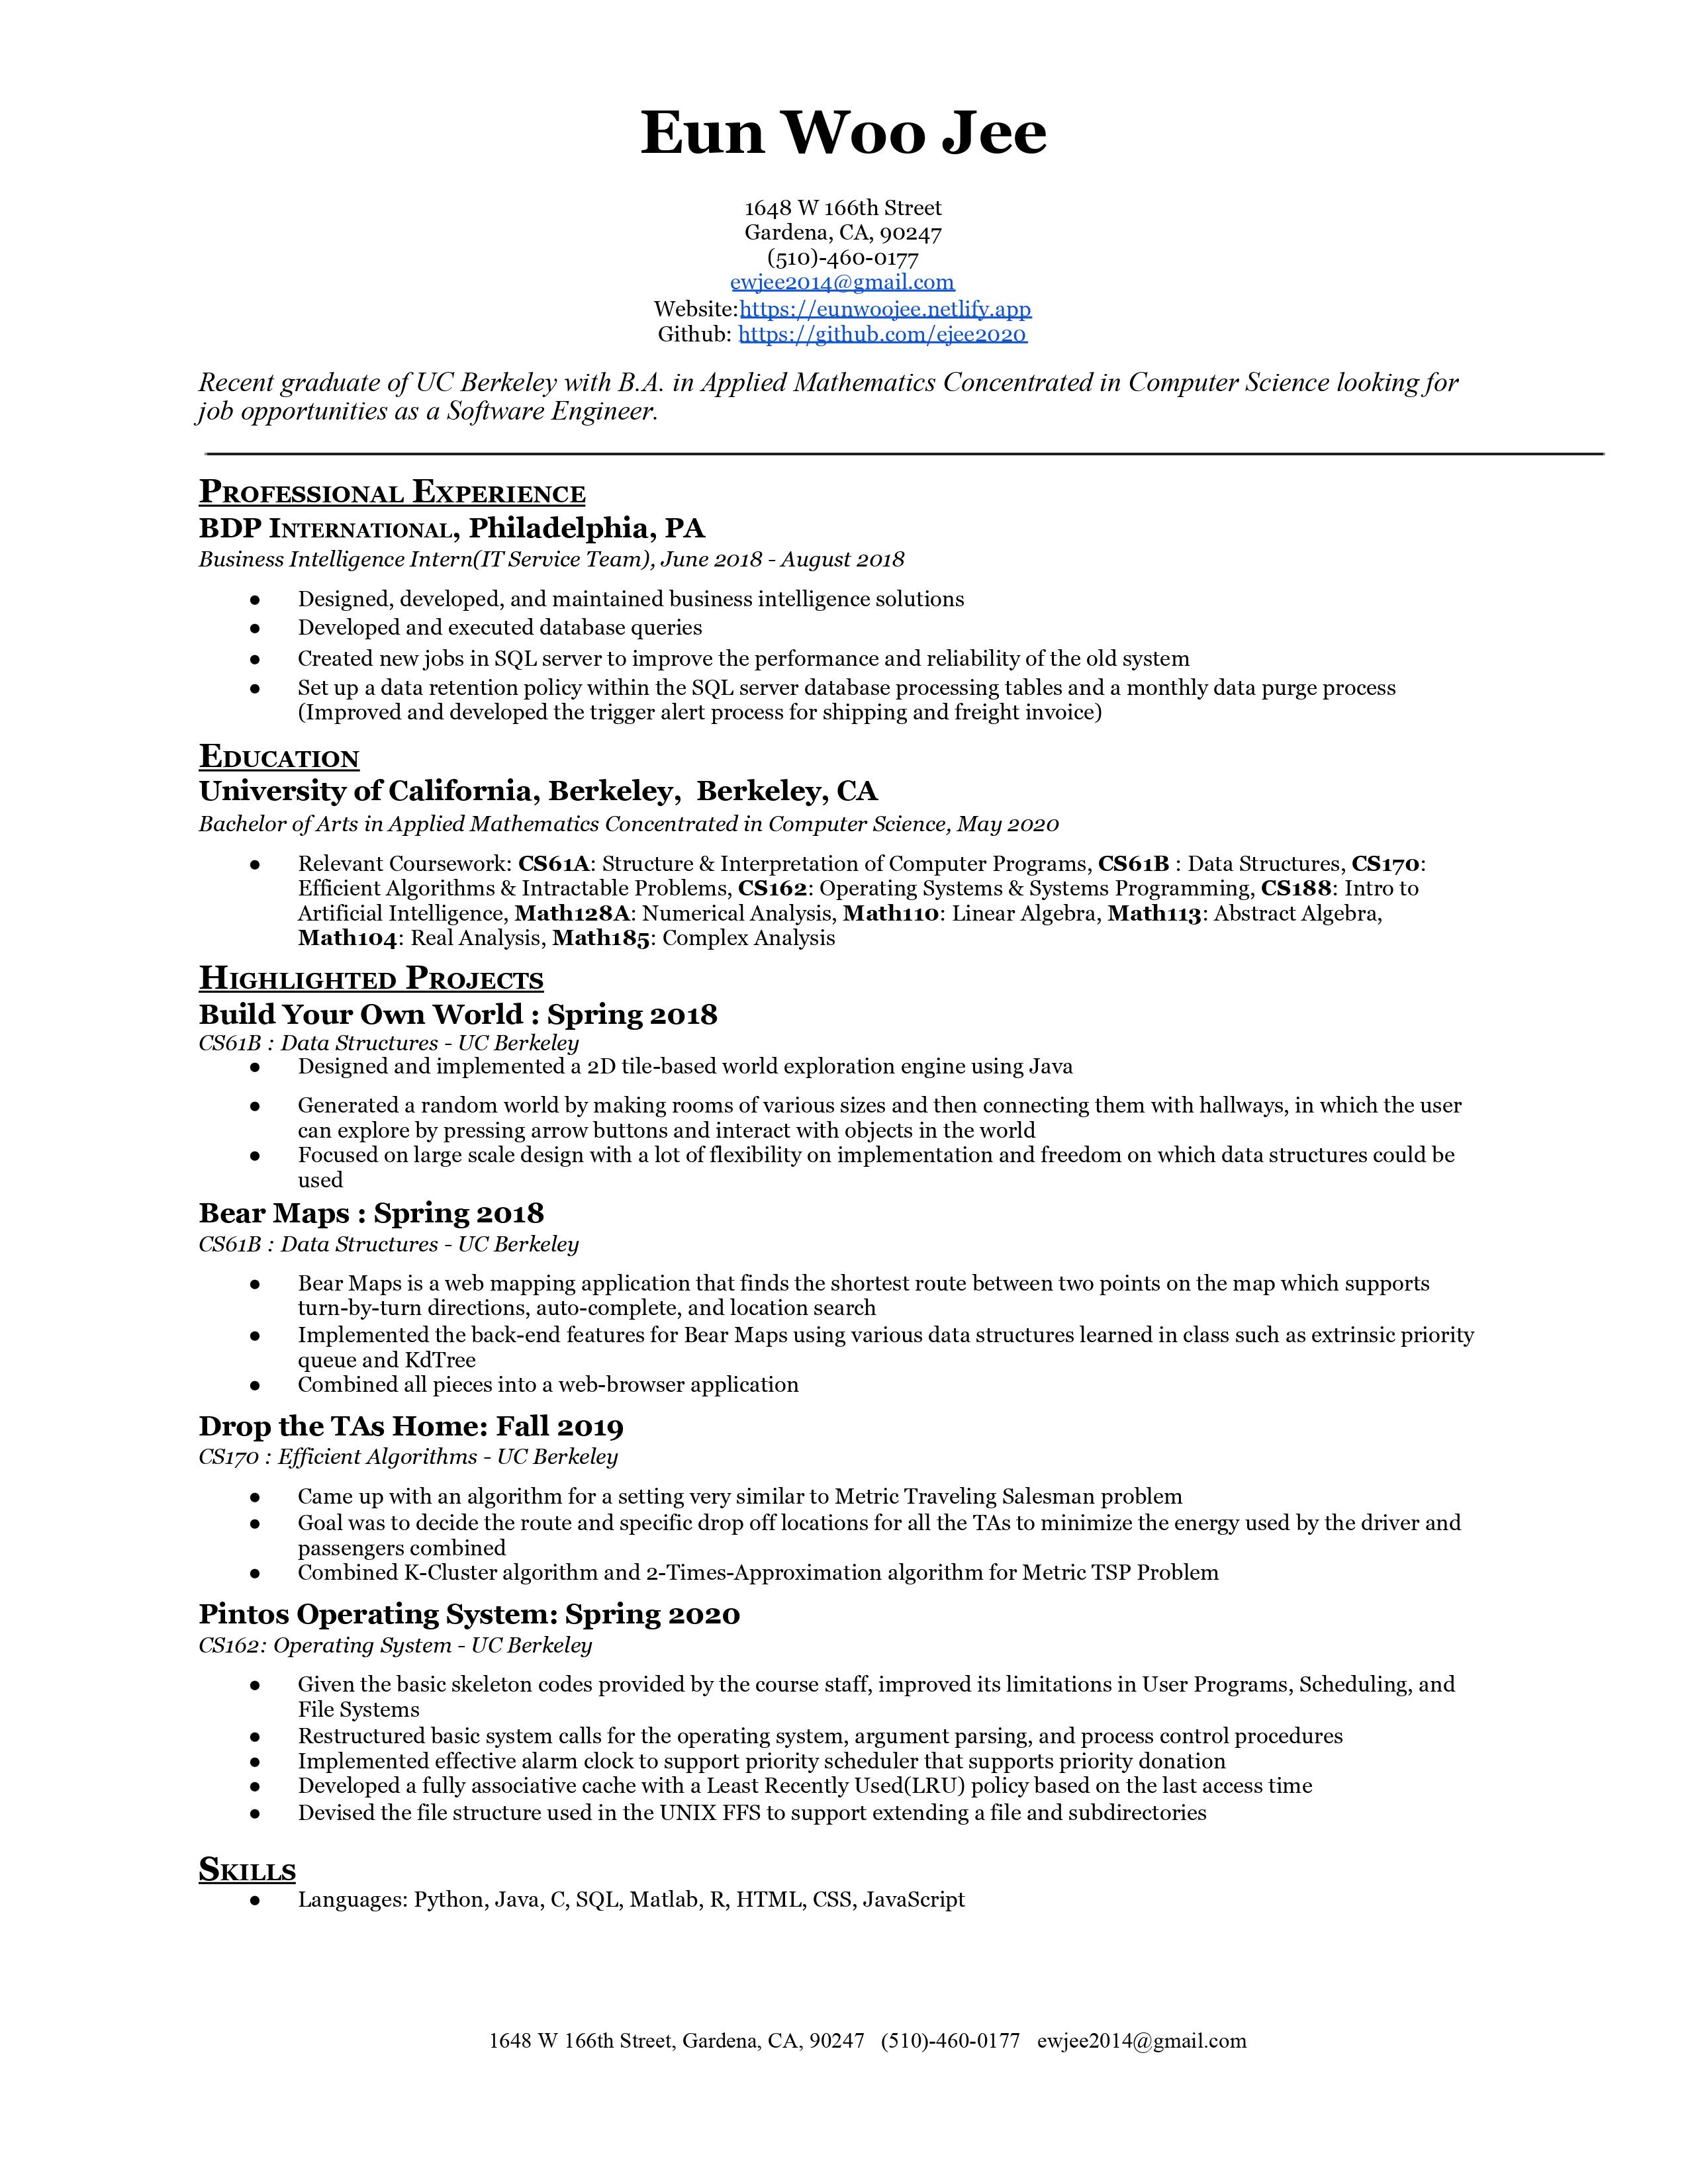 Eun Woo Jee
1648 W 166th Street
Gardena, CA, 90247
(510)-460-0177
ewjee2014@gmail.com
Website:https://eunwoojee.netlify.app
Github: https://github.com/ejee2020
Recent graduate of UC Berkeley with B.A. in Applied Mathematics Concentrated in Computer Science looking for
job opportunities as a Software Engineer.
Professional Experience
BDP International, Philadelphia, PA
Business Intelligence Intern(IT Service Team), June 2018 - August 2018
● Designed, developed, and maintained business intelligence solutions
● Developed and executed database queries
● Created new jobs in SQL server to improve the performance and reliability of the old system
● Set up a data retention policy within the SQL server database processing tables and a monthly data purge process
(Improved and developed the trigger alert process for shipping and freight invoice)
Education
University of California, Berkeley,  Berkeley, CA
Bachelor of Arts in Applied Mathematics Concentrated in Computer Science, May 2020
● Relevant Coursework: CS61A: Structure & Interpretation of Computer Programs, CS61B : Data Structures, CS170:
Efficient Algorithms & Intractable Problems, CS162: Operating Systems & Systems Programming, CS188: Intro to
Artificial Intelligence, Math128A: Numerical Analysis, Math110: Linear Algebra, Math113: Abstract Algebra,
Math104: Real Analysis, Math185: Complex Analysis
Highlighted Projects
Build Your Own World : Spring 2018
CS61B : Data Structures - UC Berkeley
● Designed and implemented a 2D tile-based world exploration engine using Java
● Generated a random world by making rooms of various sizes and then connecting them with hallways, in which the user
can explore by pressing arrow buttons and interact with objects in the world
● Focused on large scale design with a lot of flexibility on implementation and freedom on which data structures could be
used
Bear Maps : Spring 2018
CS61B : Data Structures - UC Berkeley
● Bear Maps is a web mapping application that finds the shortest route between two points on the map which supports
turn-by-turn directions, auto-complete, and location search
● Implemented the back-end features for Bear Maps using various data structures learned in class such as extrinsic priority
queue and KdTree
● Combined all pieces into a web-browser application
Drop the TAs Home: Fall 2019
CS170 : Efficient Algorithms - UC Berkeley
● Came up with an algorithm for a setting very similar to Metric Traveling Salesman problem
● Goal was to decide the route and specific drop off locations for all the TAs to minimize the energy used by the driver and
passengers combined
● Combined K-Cluster algorithm and 2-Times-Approximation algorithm for Metric TSP Problem
Pintos Operating System: Spring 2020
CS162: Operating System - UC Berkeley
● Given the basic skeleton codes provided by the course staff, improved its limitations in User Programs, Scheduling, and
File Systems
● Restructured basic system calls for the operating system, argument parsing, and process control procedures
● Implemented effective alarm clock to support priority scheduler that supports priority donation
● Developed a fully associative cache with a Least Recently Used(LRU) policy based on the last access time
● Devised the file structure used in the UNIX FFS to support extending a file and subdirectories
Skills
● Languages: Python, Java, C, SQL, Matlab, R, HTML, CSS, JavaScript
1648 W 166th Street, Gardena, CA, 90247   (510)-460-0177   ewjee2014@gmail.com